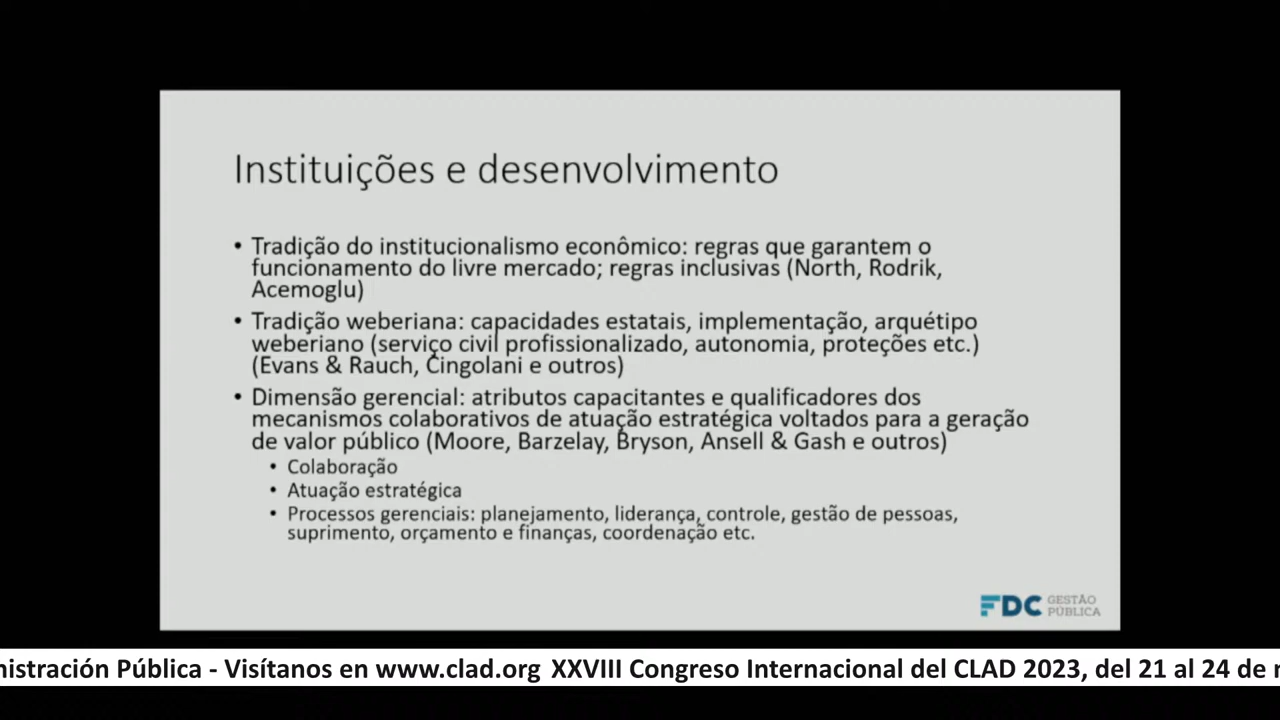 Instituições e desenvolvimento
• Tradição do institucionalismo econômico: regras que garantem o
funcionamento do livre mercado; regras inclusivas (North, Rodrik,
Acemoglu)
• Tradição weberiana: capacidades estatais, implementação, arquétipo
weberiano (serviço civil profissionalizado, autonomia, proteções etc.)
(Evans & Rauch, Cingolani e outros)
• Dimensão gerencial: atributos capacitantes e qualificadores dos
mecanismos colaborativos de atuação estratégica voltados para a geração
de valor público (Moore, Barzelay, Bryson, Ansell & Gash e outros)
• Colaboração
• Atuação estratégica
• Processos gerenciais: planejamento, liderança, controle, gestão de pessoas,
suprimento, orçamento e finanças, coordenação etc.
FDC GESTÃO
PÚBLICA
nistración Pública - Visítanos en www.clad.org XXVIII Congreso Internacional del CLAD 2023, del 21 al 24 de